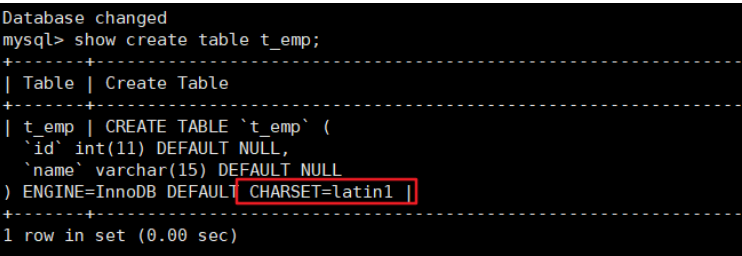 Database changed
mysql> show create table t_emp;
+-------+----------------------------------------------------------------
| Table | Create Table
+-------+----------------------------------------------------------------
| t_emp | CREATE TABLE `t_emp` (
  `id` int(11) DEFAULT NULL,
  `name` varchar(15) DEFAULT NULL
) ENGINE=InnoDB DEFAULT CHARSET=latin1 |
+-------+----------------------------------------------------------------
1 row in set (0.00 sec)